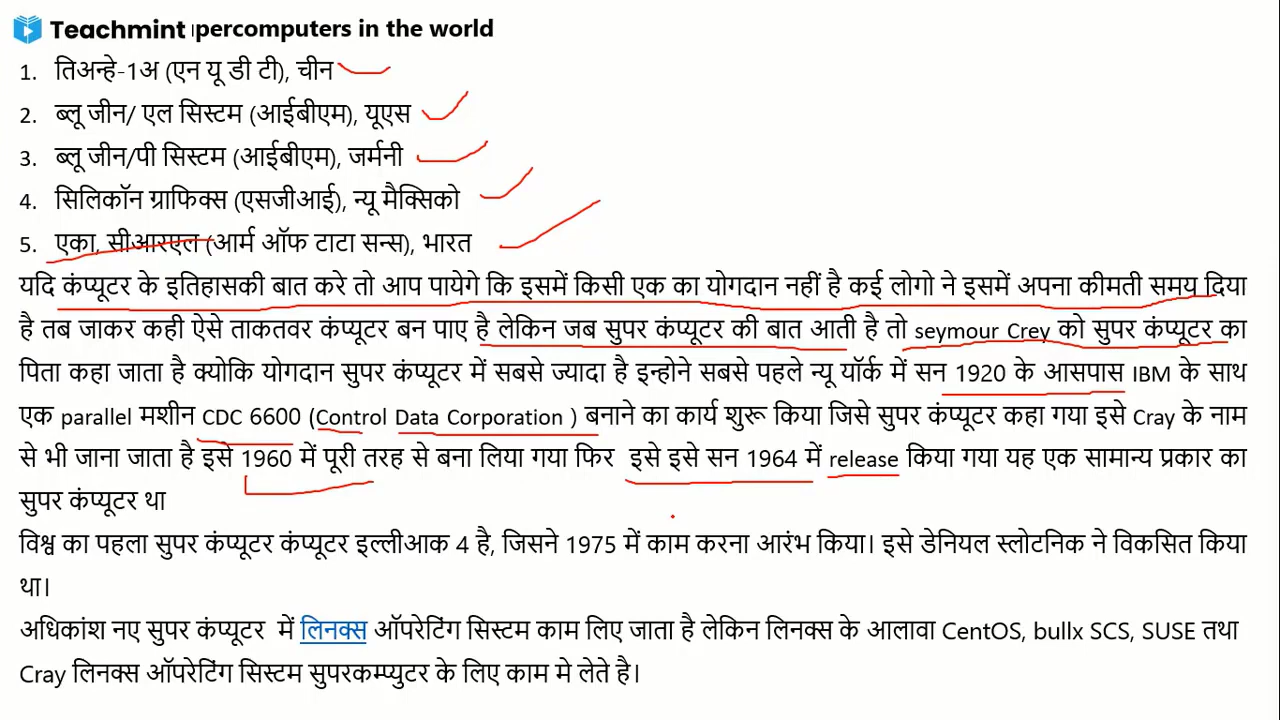 Teachmint percomputers in the world
1. तिअन्हे-1अ (एन यू डी टी), चीन
2. ब्लू जीन/ एल सिस्टम (आईबीएम), यूएस
3. ब्लू जीन/पी सिस्टम (आईबीएम), जर्मनी
4. सिलिकॉन ग्राफिक्स (एसजीआई), न्यू मैक्सिको
5. एका, सीआरएल (आर्म ऑफ टाटा सन्स), भारत
यदि कंप्यूटर के इतिहासकी बात करे तो आप पायेगे कि इसमें किसी एक का योगदान नहीं है कई लोगो ने इसमें अपना कीमती समय दिया
है तब जाकर कही ऐसे ताकतवर कंप्यूटर बन पाए है लेकिन जब सुपर कंप्यूटर की बात आती है तो seymour Crey को सुपर कंप्यूटर का
पिता कहा जाता है क्योकि योगदान सुपर कंप्यूटर में सबसे ज्यादा है इन्होने सबसे पहले न्यू यॉर्क में सन 1920 के आसपास IBM के साथ
एक parallel मशीन CDC 6600 (Control Data Corporation ) बनाने का कार्य शुरू किया जिसे सुपर कंप्यूटर कहा गया इसे Cray के नाम
से भी जाना जाता है इसे 1960 में पूरी तरह से बना लिया गया फिर इसे इसे सन 1964 में release किया गया यह एक सामान्य प्रकार का
सुपर कंप्यूटर था
विश्व का पहला सुपर कंप्यूटर कंप्यूटर इल्लीआक 4 है, जिसने 1975 में काम करना आरंभ किया। इसे डेनियल स्लोटनिक ने विकसित किया
था।
अधिकांश नए सुपर कंप्यूटर में लिनक्स ऑपरेटिंग सिस्टम काम लिए जाता है लेकिन लिनक्स के आलावा CentOS, bullx SCS, SUSE तथा
Cray लिनक्स ऑपरेटिंग सिस्टम सुपरकम्प्युटर के लिए काम मे लेते है।